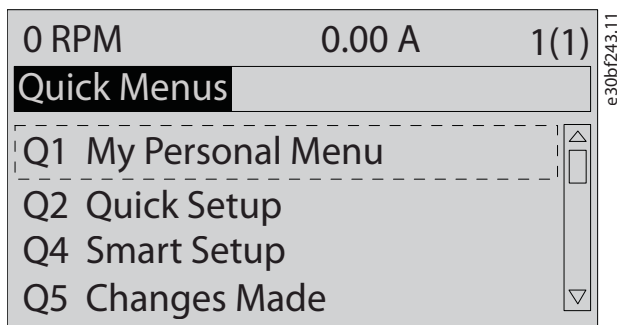 0 RPM 0.00 A 1(1)
Quick Menus
Q1 My Personal Menu
Q2 Quick Setup
Q4 Smart Setup
Q5 Changes Made
e30bf243.11